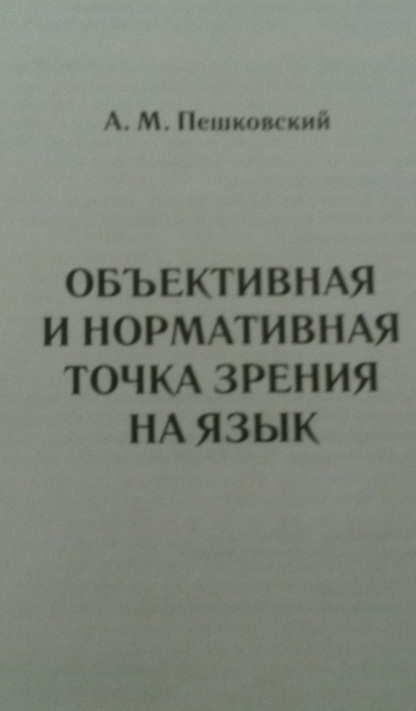 А. М. Пешковский
ОБЪЕКТИВНАЯ
И НОРМАТИВНАЯ
ТОЧКА ЗРЕНИЯ
НА ЯЗЫК